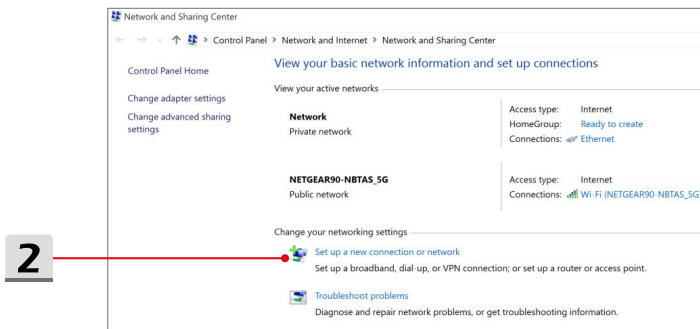 Network and Sharing Center
Control Panel > Network and Internet > Network and Sharing Center
Control Panel Home
Change adapter settings
Change advanced sharing
settings
View your basic network information and set up connections
View your active networks
Network
Private network
Access type: Internet
HomeGroup: Ready to create
Connections: Ethernet
NETGEAR90-NBTAS_5G
Public network
Access type: Internet
Connections: Wi-Fi (NETGEAR90-NBTAS_5G)
Change your networking settings
2
Set up a new connection or network
Set up a broadband, dial-up, or VPN connection; or set up a router or access point.
Troubleshoot problems
Diagnose and repair network problems, or get troubleshooting information.